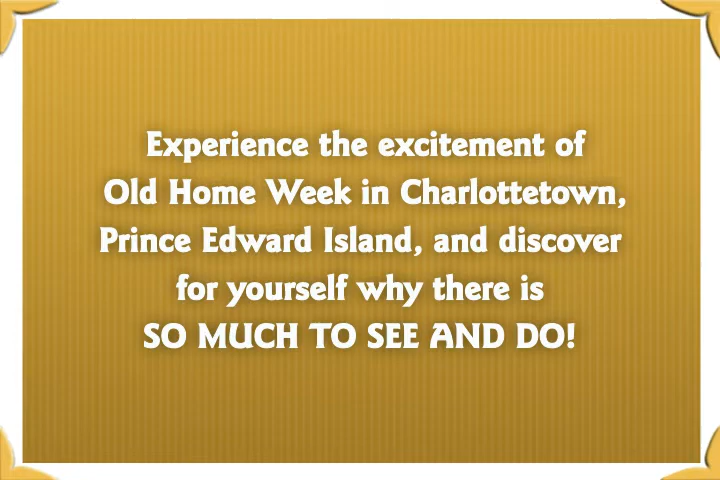 Experience the excitement of
Old Home Week in Charlottetown,
Prince Edward Island, and discover
for yourself why there is
SO MUCH TO SEE AND DO!